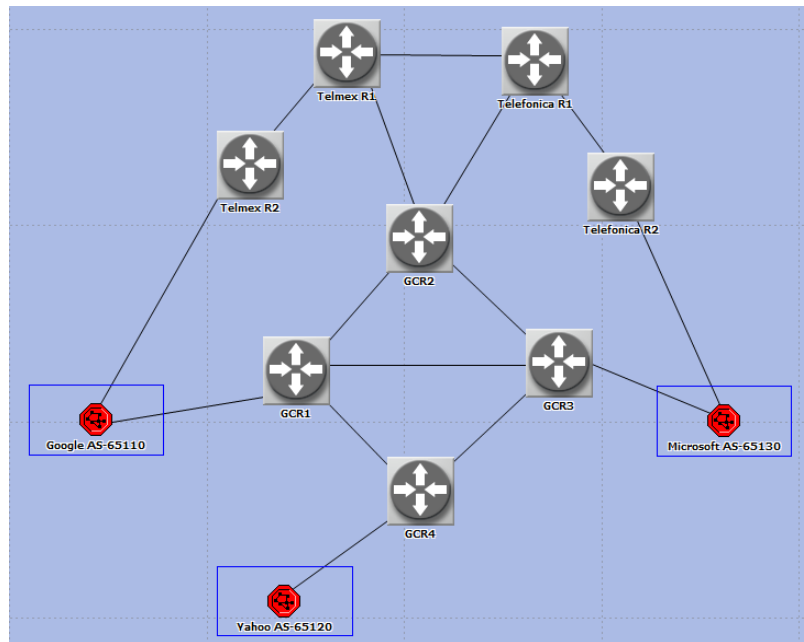 Telmex R1
Telefonica R1
Telmex R2
Telefonica R2
GCR2
GCR1
GCR3
Google AS-65110
Microsoft AS-65130
GCR4
Yahoo AS-65120